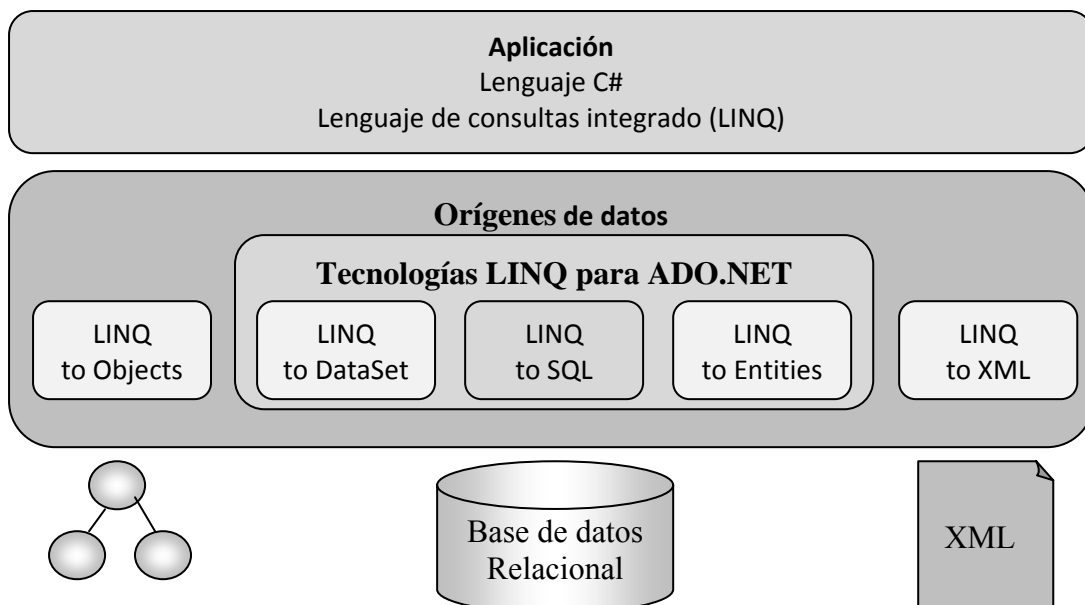 Aplicación
Lenguaje C#
Lenguaje de consultas integrado (LINQ)
Orígenes de datos
Tecnologías LINQ para ADO.NET
LINQ
to Objects
LINQ
to DataSet
LINQ
to SQL
LINQ
to Entities
LINQ
to XML
Base de datos
Relacional
XML